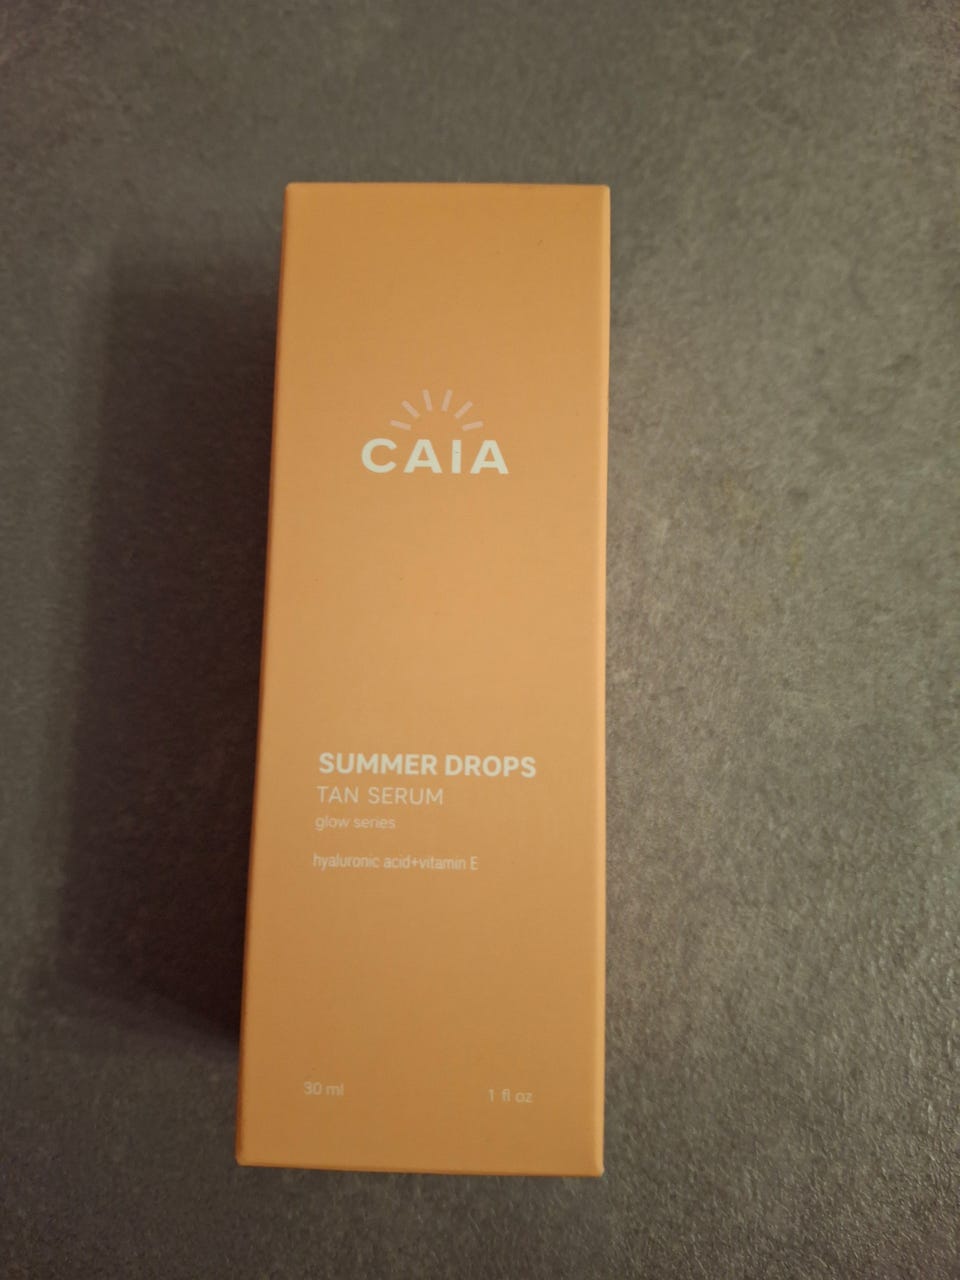 CAIA
SUMMER DROPS
TAN SERUM
glow series
hyaluronic acid+vitamin E
30 ml 1 fl oz